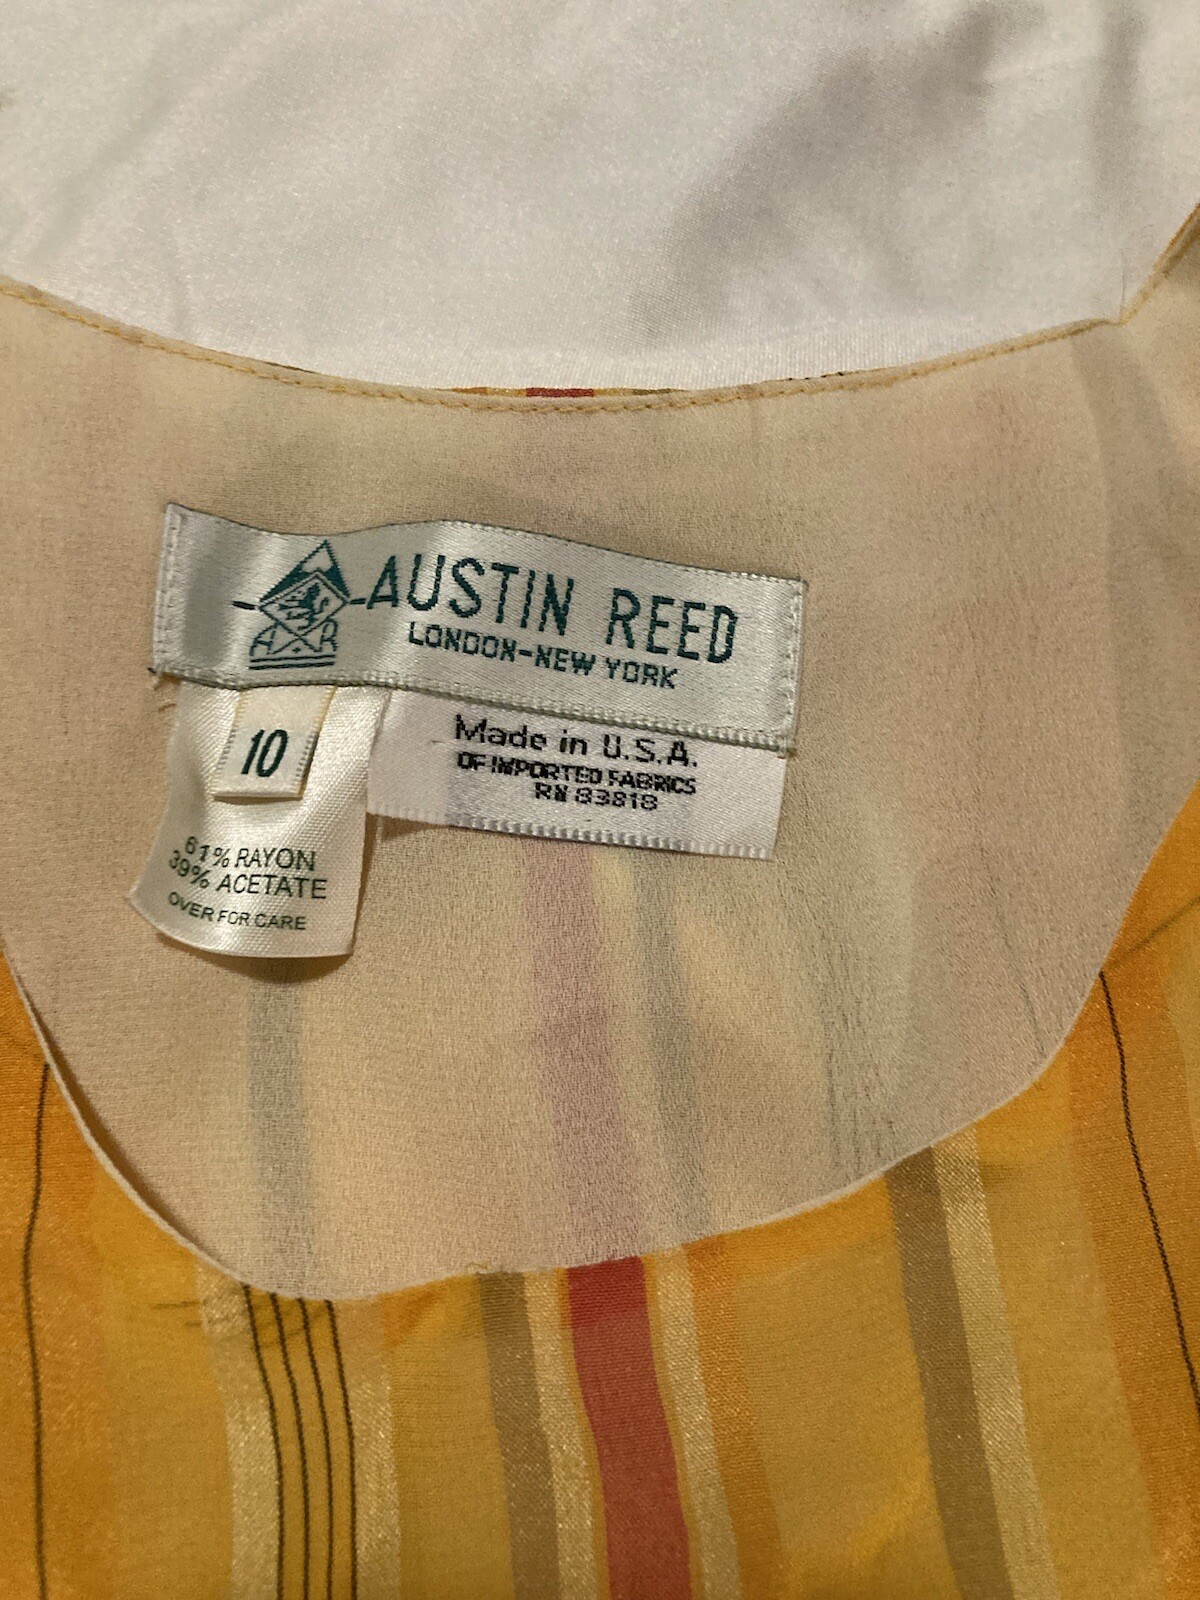 AUSTIN REED
LONDON-NEW YORK
A R
10
Made in U.S.A.
OF IMPORTED FABRICS
RN 83818
61% RAYON
39% ACETATE
OVER FOR CARE